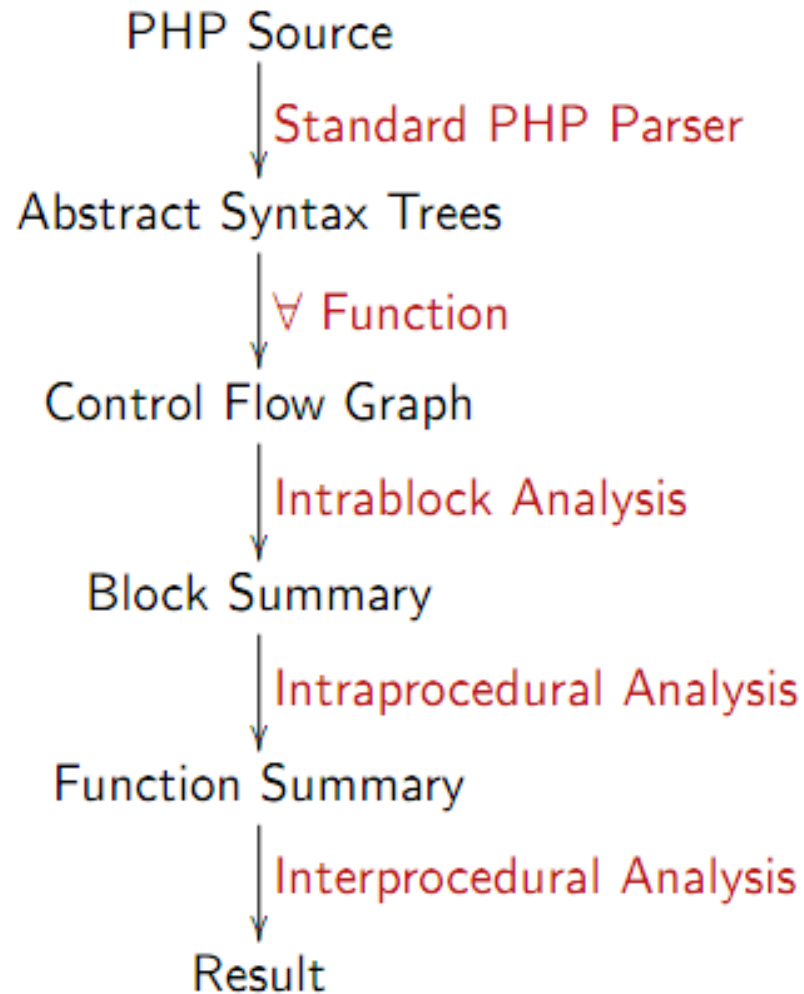 PHP Source
Standard PHP Parser
Abstract Syntax Trees
∀ Function
Control Flow Graph
Intrablock Analysis
Block Summary
Intraprocedural Analysis
Function Summary
Interprocedural Analysis
Result